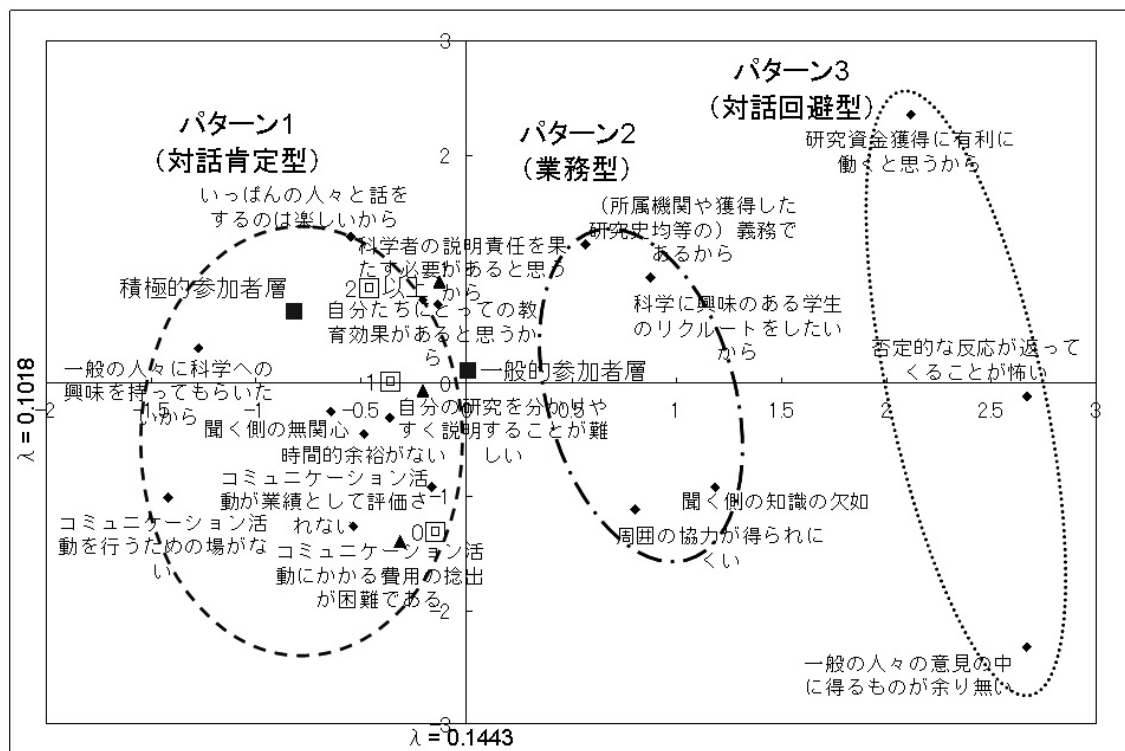 3
パターン3
（対話回避型）
パターン1
（対話肯定型）
パターン2
（業務型）
2
研究資金獲得に有利に
働くと思うから
いっぱんの人々と話を
するのは楽しいから
（所属機関や獲得した
研究史均等の）義務で
あるから
科学者の説明責任を果
たす必要があると思う
から
1
積極的参加者層
2回以上
自分たちにとっての教
育効果があると思うか
ら
科学に興味のある学生
のリクルートをしたい
から
否定的な反応が返って
くることが怖い
一般の人々に科学への
興味を持ってもらいた
いから
1回
一般的参加者層
0
-2
-1.5
-1
-0.5
0
0.5
1
1.5
2
2.5
3
λ = 0.1018
聞く側の無関心
自分の研究を分かりや
すく説明することが難
しい
時間的余裕がない
コミュニケーション活
動が業績として評価さ
れない
-1
聞く側の知識の欠如
コミュニケーション活
動を行うための場がな
い
0回
周囲の協力が得られに
くい
コミュニケーション活
動にかかる費用の捻出
が困難である
-2
一般の人々の意見の中
に得るものが余り無い
-3
λ = 0.1443